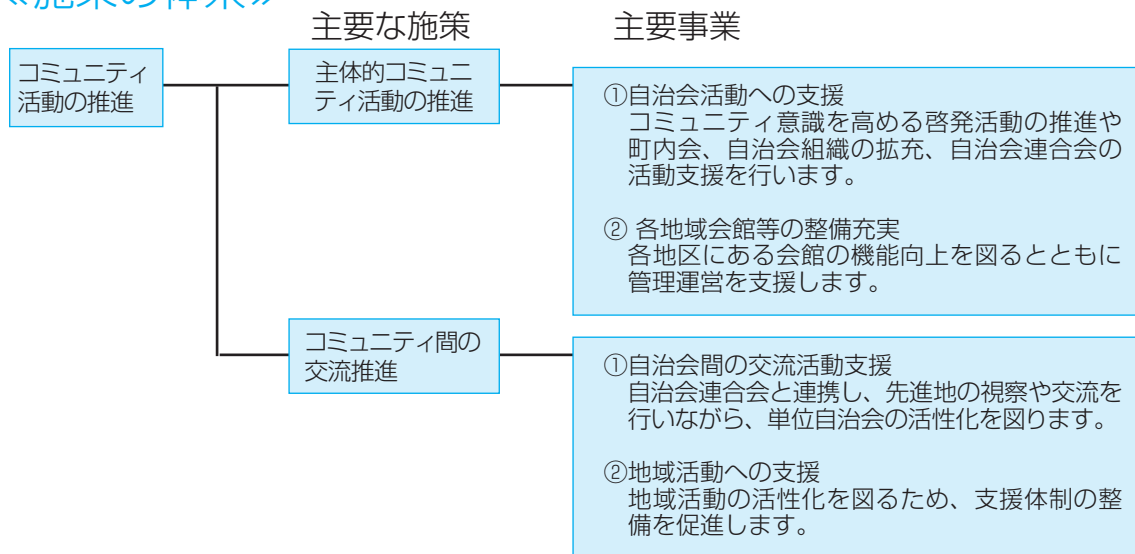 主要な施策
主要事業
コミュニティ
活動の推進
主体的コミュニ
ティ活動の推進
①自治会活動への支援
コミュニティ意識を高める啓発活動の推進や
町内会、自治会組織の拡充、自治会連合会の
活動支援を行います。
② 各地域会館等の整備充実
各地区にある会館の機能向上を図るとともに
管理運営を支援します。
コミュニティ間の
交流推進
①自治会間の交流活動支援
自治会連合会と連携し、先進地の視察や交流を
行いながら、単位自治会の活性化を図ります。
②地域活動への支援
地域活動の活性化を図るため、支援体制の整
備を促進します。